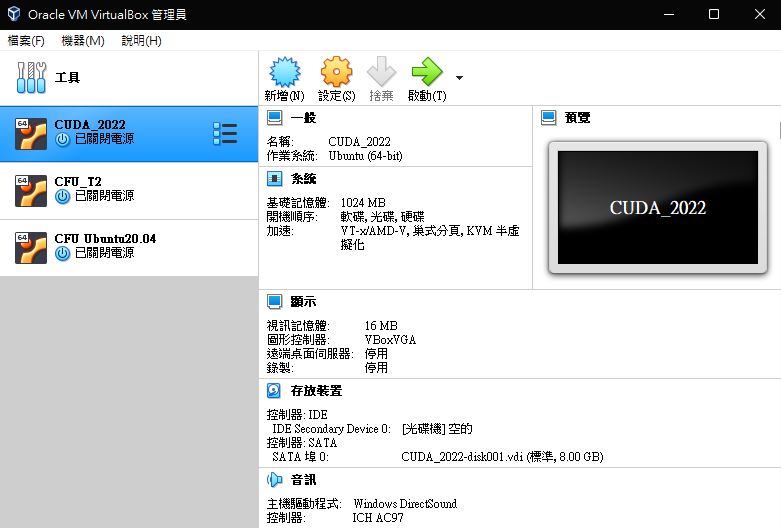 Oracle VM VirtualBox 管理員
檔案(F) 機器(M) 說明(H)
工具
新增(N) 設定(S) 捨棄 啟動(T)
64 CUDA_2022
已關閉電源
64 CFU_T2
已關閉電源
64 CFU Ubuntu20.04
已關閉電源
一般
名稱: CUDA_2022
作業系統: Ubuntu (64-bit)
預覽
CUDA_2022
系統
基礎記憶體: 1024 MB
開機順序: 軟碟, 光碟, 硬碟
加速: VT-x/AMD-V, 巢式分頁, KVM 半虛
擬化
顯示
視訊記憶體: 16 MB
圖形控制器: VBoxVGA
遠端桌面伺服器: 停用
錄製: 停用
存放裝置
控制器: IDE
IDE Secondary Device 0: [光碟機] 空的
控制器: SATA
SATA 埠 0: CUDA_2022-disk001.vdi (標準, 8.00 GB)
音訊
主機驅動程式: Windows DirectSound
控制器: ICH AC97